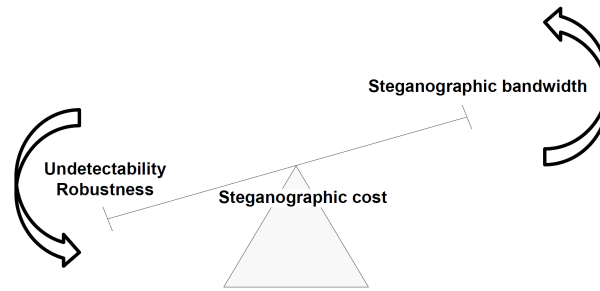 Steganographic bandwidth
Undetectability
Robustness
Steganographic cost